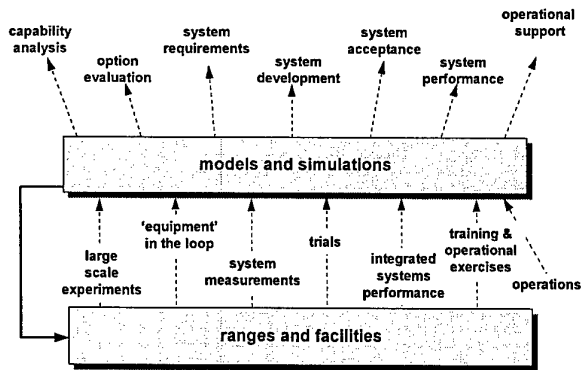 capability
analysis
option
evaluation
system
requirements
system
development
system
acceptance
system
performance
operational
support
models and simulations
large
scale
experiments
‘equipment’
in the loop
system
measurements
trials
integrated
systems
performance
training &
operational
exercises
operations
ranges and facilities